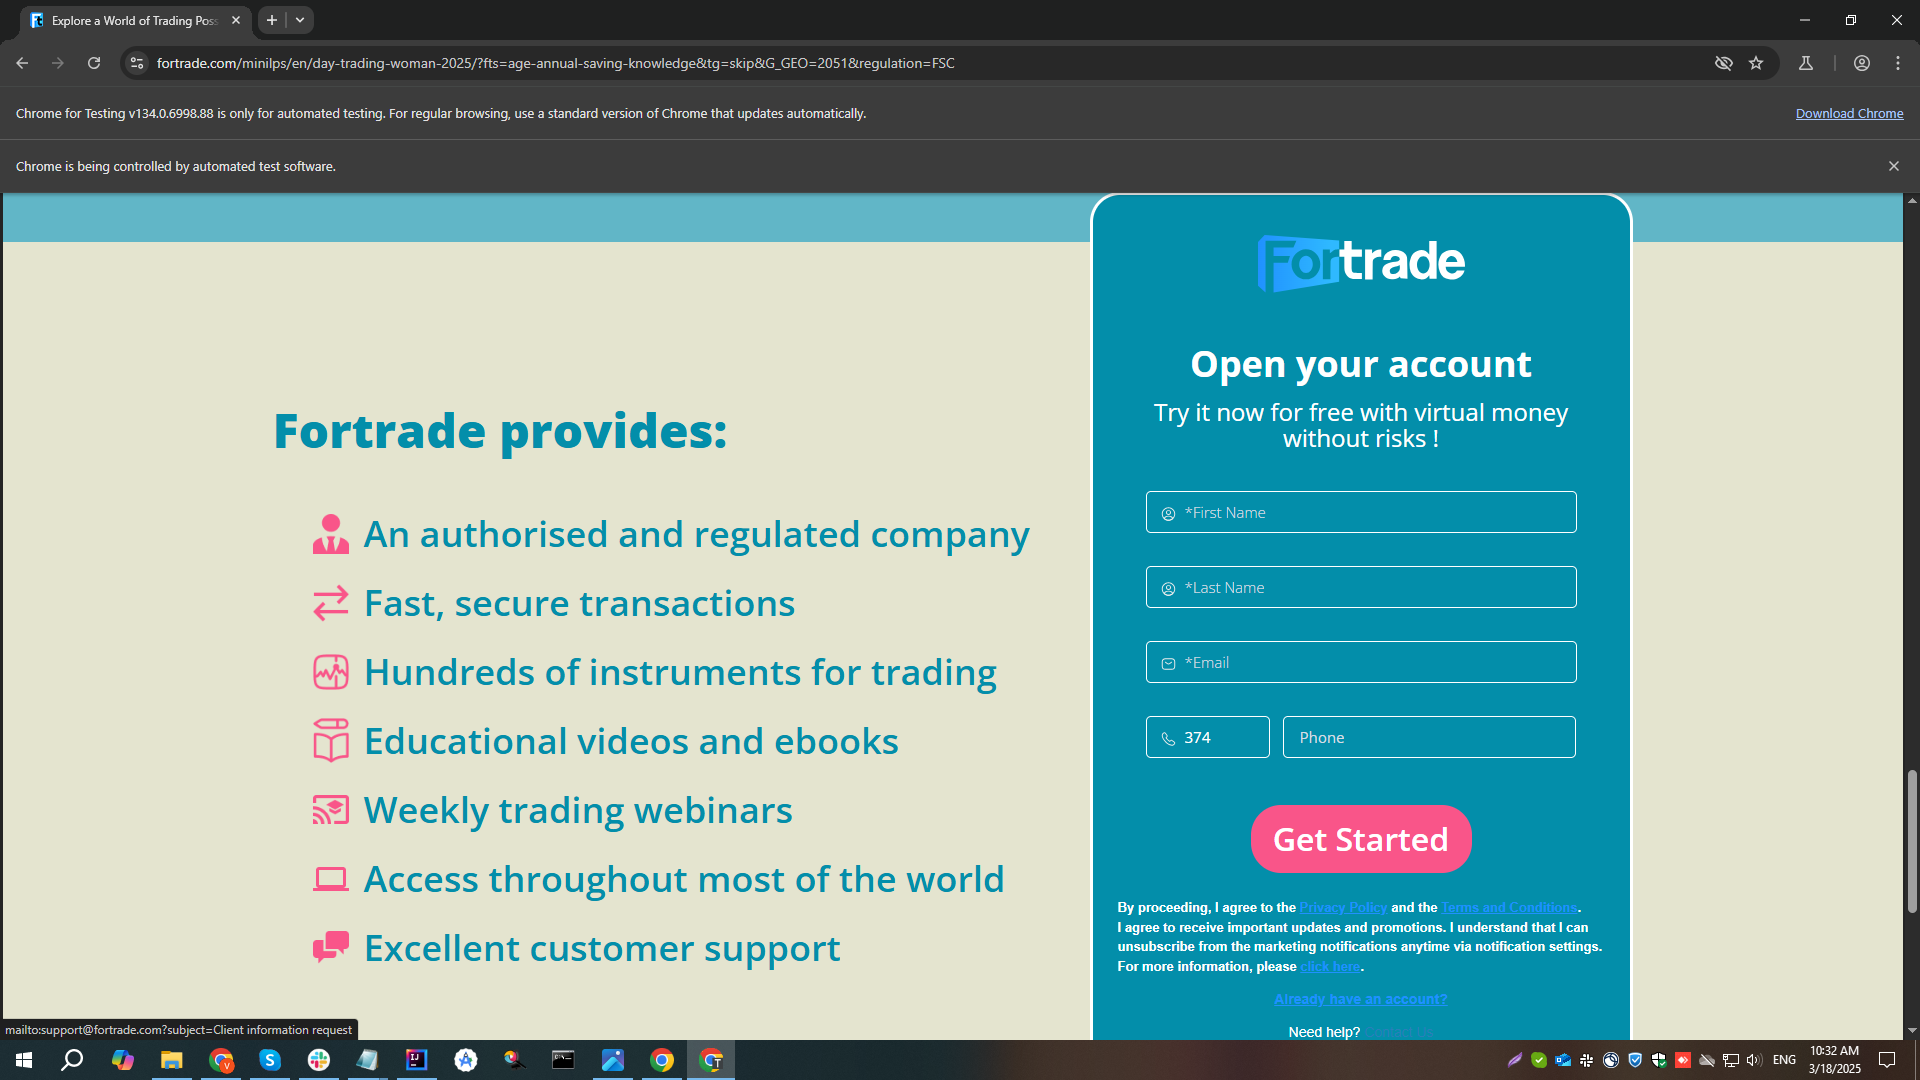 Explore a World of Trading Poss
fortrade.com/minilps/en/day-trading-woman-2025/?fts=age-annual-saving-knowledge&tg=skip&G_GEO=2051&regulation=FSC
Chrome for Testing v134.0.6998.88 is only for automated testing. For regular browsing, use a standard version of Chrome that updates automatically.
Download Chrome
Chrome is being controlled by automated test software.
Fortrade
Open your account
Try it now for free with virtual money
without risks !
*First Name
*Last Name
*Email
374
Phone
Get Started
By proceeding, I agree to the Privacy Policy and the Terms and Conditions.
I agree to receive important updates and promotions. I understand that I can
unsubscribe from the marketing notifications anytime via notification settings.
For more information, please click here.
Already have an account?
Need help?
Fortrade provides:
An authorised and regulated company
Fast, secure transactions
Hundreds of instruments for trading
Educational videos and ebooks
Weekly trading webinars
Access throughout most of the world
Excellent customer support
mailto:support@fortrade.com?subject=Client information request
ENG
10:32 AM
3/18/2025